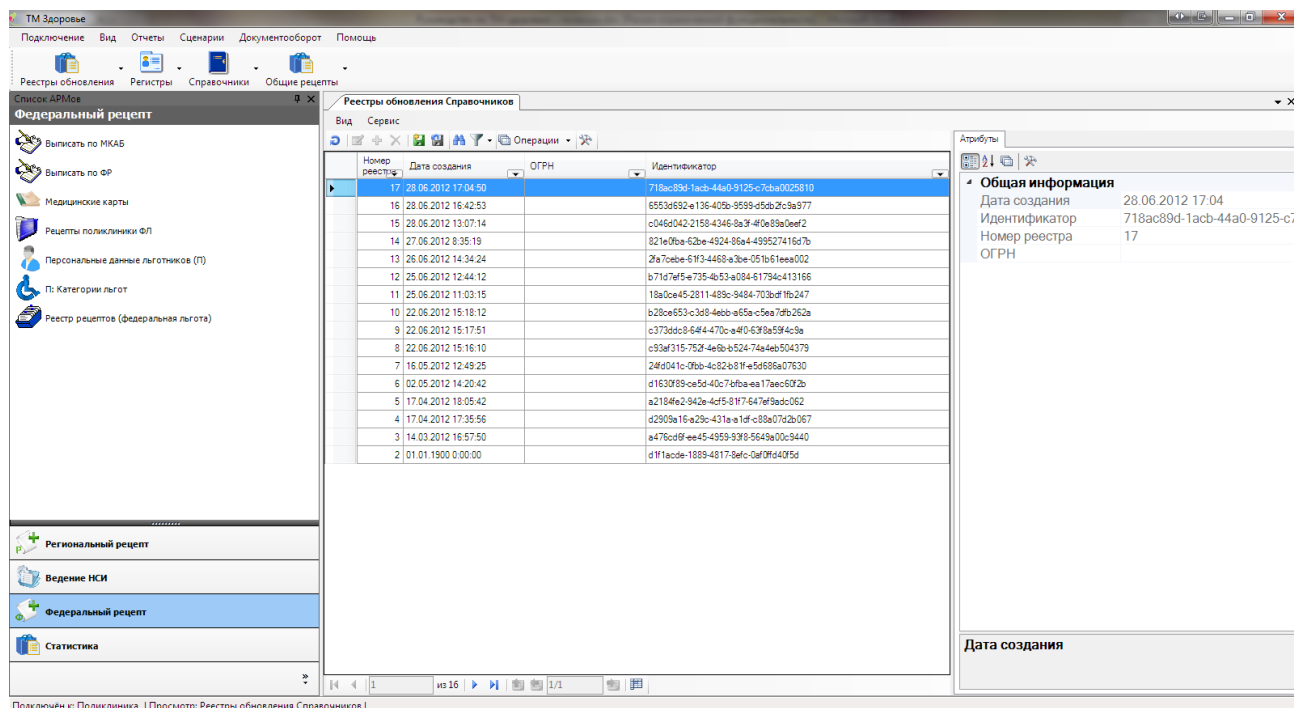 ТМ Здоровье
Подключение Вид Отчеты Сценарии Документооборот Помощь
Реестры обновления Регистры Справочники Общие рецепты
Список АРМов
Федеральный рецепт
Выписать по МКАБ
Выписать по ФР
Медицинские карты
Рецепты поликлиники ФЛ
Персональные данные льготников (П)
П: Категории льгот
Реестр рецептов (федеральная льгота)
Региональный рецепт
Ведение НСИ
Федеральный рецепт
Статистика
Реестры обновления Справочников
Вид Сервис
Операции
Номер реестра Дата создания ОГРН Идентификатор
17 28.06.2012 17:04:50 718ac89d-1acb-44a0-9125-c7cba0025810
16 28.06.2012 16:42:53 6553d692-e136-405b-9599-d5db2fc9a977
15 28.06.2012 13:07:14 c046d042-2158-4346-8a3f-4f0e89a0eef2
14 27.06.2012 8:35:19 821e0fba-62be-4924-86a4-499527416d7b
13 26.06.2012 14:34:24 2fa7cebe-61f3-4468-a3be-051b61eea002
12 25.06.2012 12:44:12 b71d7ef5-e735-4b53-a084-61794c413166
11 25.06.2012 11:03:15 18a0ce45-2811-489c-9484-703bdf1fb247
10 22.06.2012 15:18:12 b28ce653-c3d8-4ebb-a65a-c5ea7dfb262a
9 22.06.2012 15:17:51 c373ddc8-64f4-470c-a4f0-63f8a59f4c9a
8 22.06.2012 15:16:10 c93af315-752f-4e6b-b524-74a4eb504379
7 16.05.2012 12:49:25 24fd041c-0fbb-4c82-b81f-e5d686a07630
6 02.05.2012 14:20:42 d1630f89-ce5d-40c7-bfba-ea17aec60f2b
5 17.04.2012 18:05:42 a2184fe2-942e-4cf5-81f7-647ef9adc062
4 17.04.2012 17:35:56 d2909a16-a29c-431a-a1df-c88a07d2b067
3 14.03.2012 16:57:50 a476cd6f-ee45-4959-93f8-5649a00c9440
2 01.01.1900 0:00:00 d1f1acde-1889-4817-8efc-0af0ffd40f5d
1 из 16 1/1
Атрибуты
Общая информация
Дата создания 28.06.2012 17:04
Идентификатор 718ac89d-1acb-44a0-9125-c7
Номер реестра 17
ОГРН
Дата создания
Подключён к: Поликлиника | Просмотр: Реестры обновления Справочников |